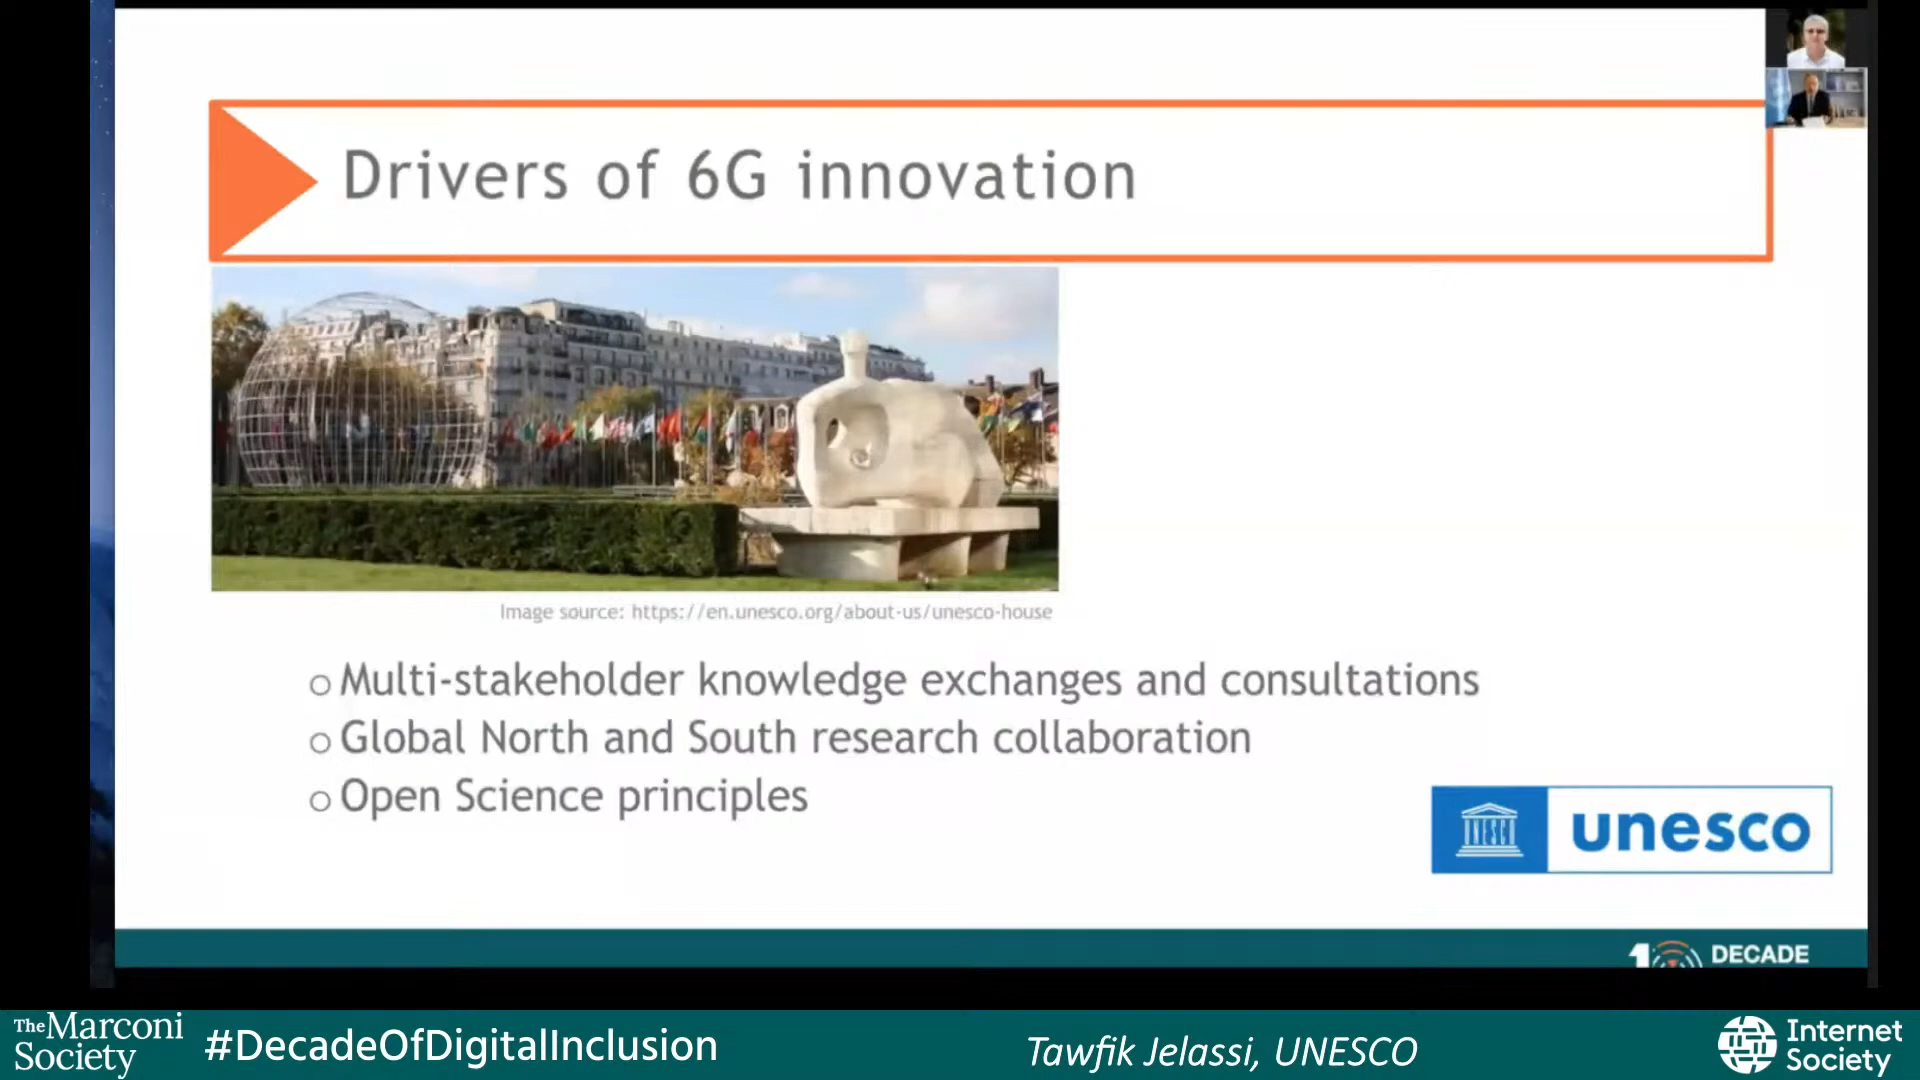 Drivers of 6G innovation
Image source: https://en.unesco.org/about-us/unesco-house
Multi-stakeholder knowledge exchanges and consultations
Global North and South research collaboration
Open Science principles
UNESCO
unesco
10 DECADE
The Marconi
Society
#DecadeOfDigitalInclusion
Tawfik Jelassi, UNESCO
Internet
Society